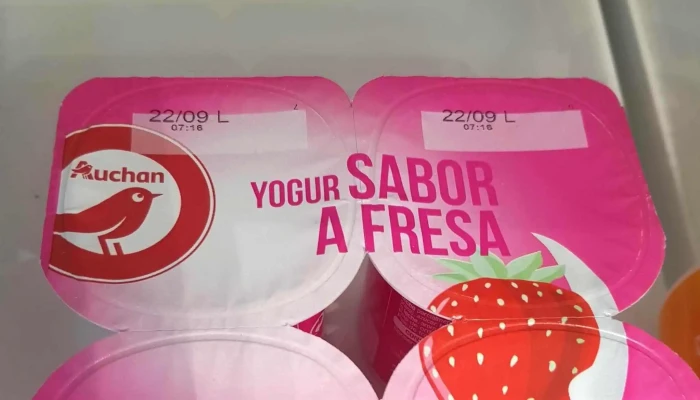 22/09 L
07:16
22/09 L
07:16
Auchan
YOGUR SABOR
A FRESA